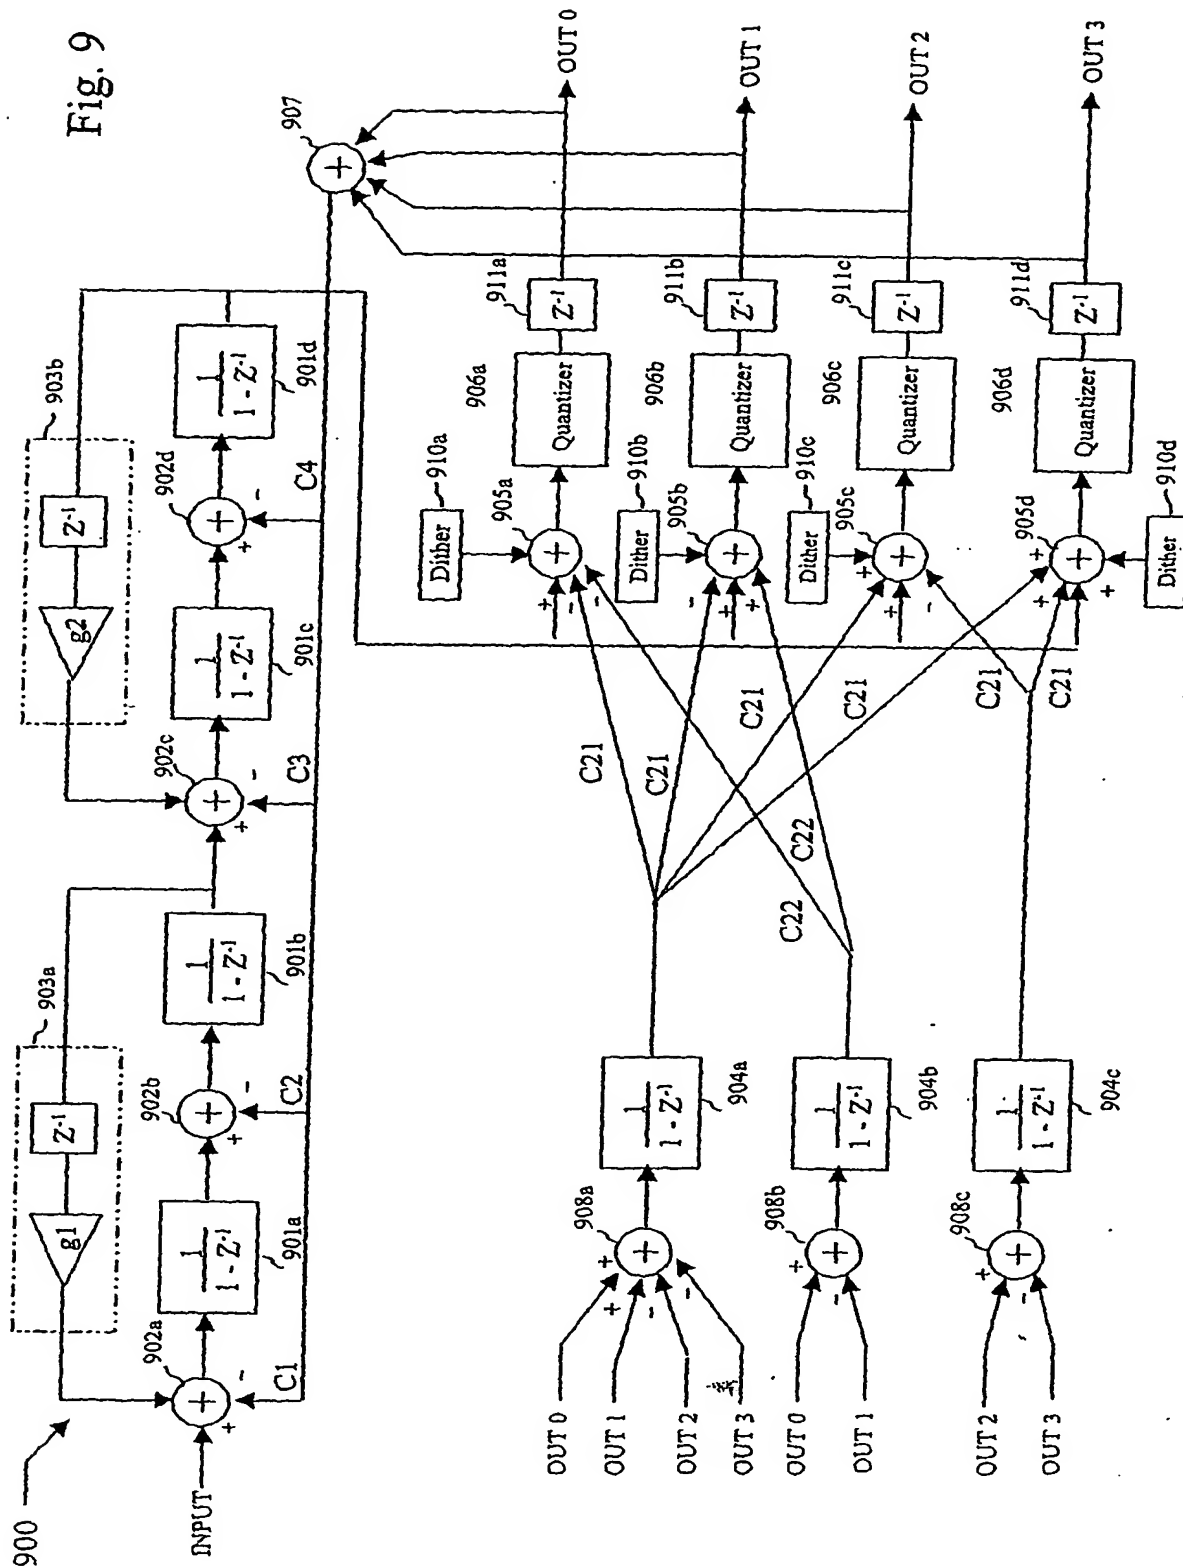 Fig. 9
900
903a
903b
g1
Z-1
g2
Z-1
902a
902b
902c
902d
907
INPUT
+
+
-
1
1 - Z-1
901a
+
+
-
1
1 - Z-1
901b
+
+
-
1
1 - Z-1
901c
+
+
-
1
1 - Z-1
901d
+
C1
C2
C3
C4
Dither
910a
905a
+
+
-
-
906a
Quantizer
911a
Z-1
OUT 0
Dither
910b
905b
+
-
+
+
906b
Quantizer
911b
Z-1
OUT 1
Dither
910c
905c
+
+
+
-
906c
Quantizer
911c
Z-1
OUT 2
905d
+
+
+
+
+
906d
Quantizer
911d
Z-1
OUT 3
Dither
910d
C21
C21
C21
C21
C21
C21
C22
C22
OUT 0
OUT 1
OUT 2
OUT 3
908a
+
+
+
-
-
1
1 - Z-1
904a
OUT 0
OUT 1
908b
+
+
-
1
1 - Z-1
904b
OUT 2
OUT 3
908c
+
+
-
1
1 - Z-1
904c